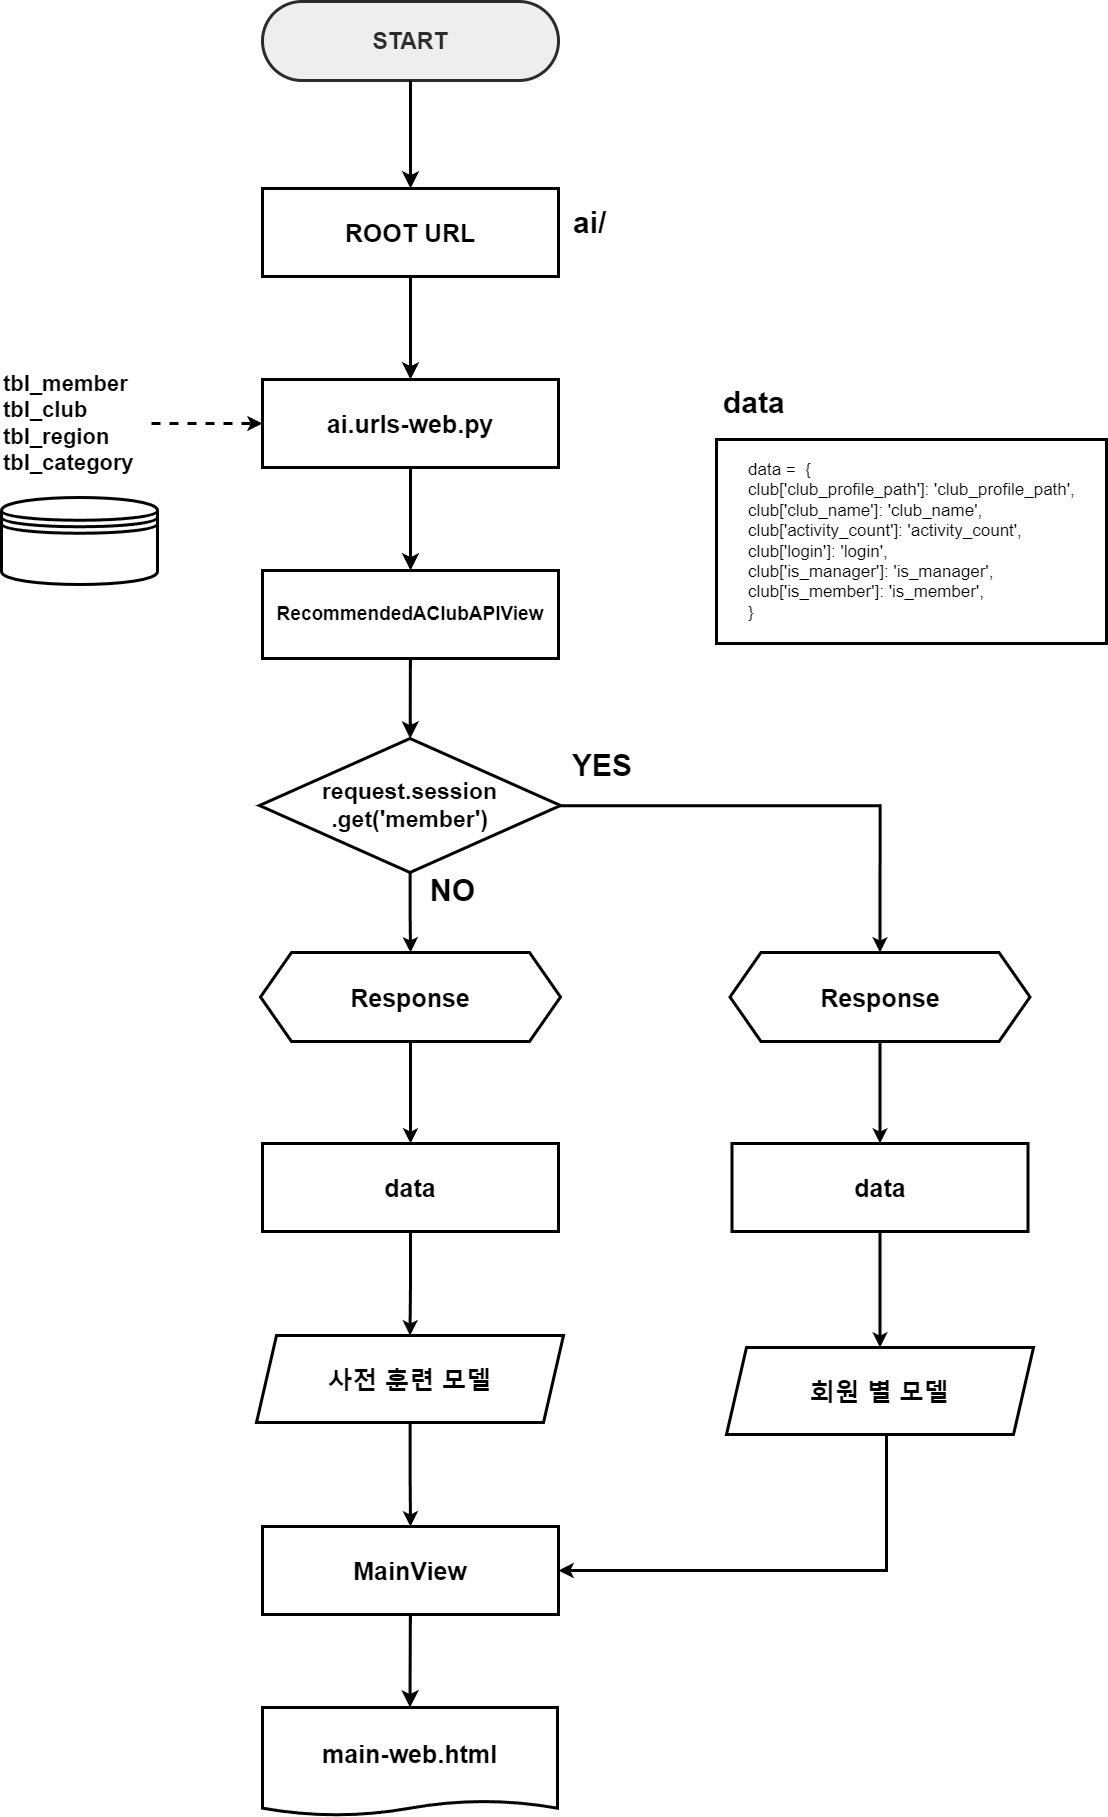 START
ROOT URL
ai/
tbl_member
tbl_club
tbl_region
tbl_category
ai.urls-web.py
data
data =  {
club['club_profile_path']: 'club_profile_path',
club['club_name']: 'club_name',
club['activity_count']: 'activity_count',
club['login']: 'login',
club['is_manager']: 'is_manager',
club['is_member']: 'is_member',
}
RecommendedAClubAPIView
request.session
.get('member')
YES
NO
Response
Response
data
data
사전 훈련 모델
회원 별 모델
MainView
main-web.html